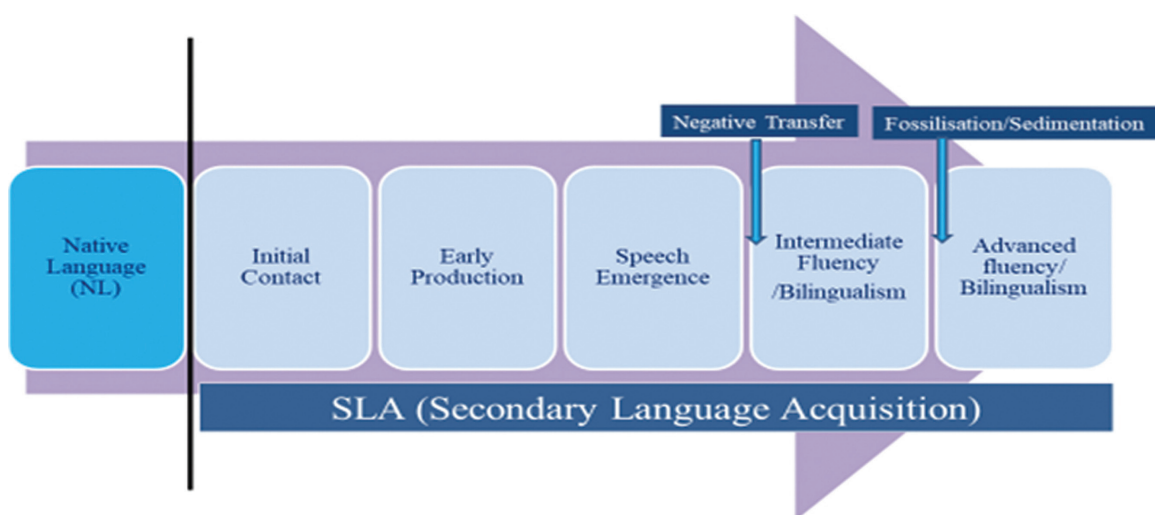 Negative Transfer
Fossilisation/Sedimentation
Native
Language
(NL)
Initial
Contact
Early
Production
Speech
Emergence
Intermediate
Fluency
/Bilingualism
Advanced
fluency/
Bilingualism
SLA (Secondary Language Acquisition)